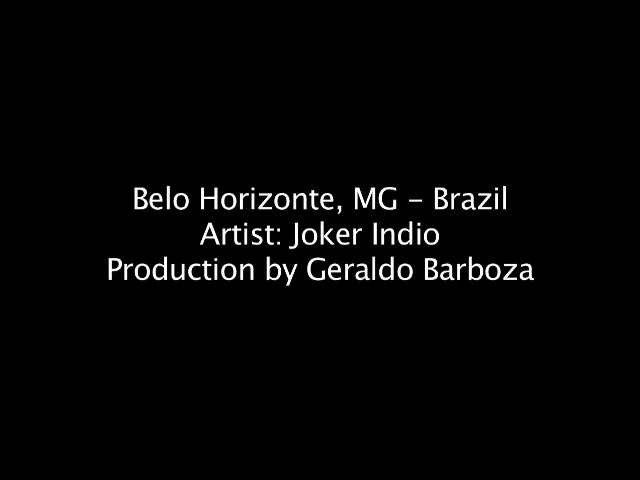 Belo Horizonte, MG - Brazil
Artist: Joker Indio
Production by Geraldo Barboza